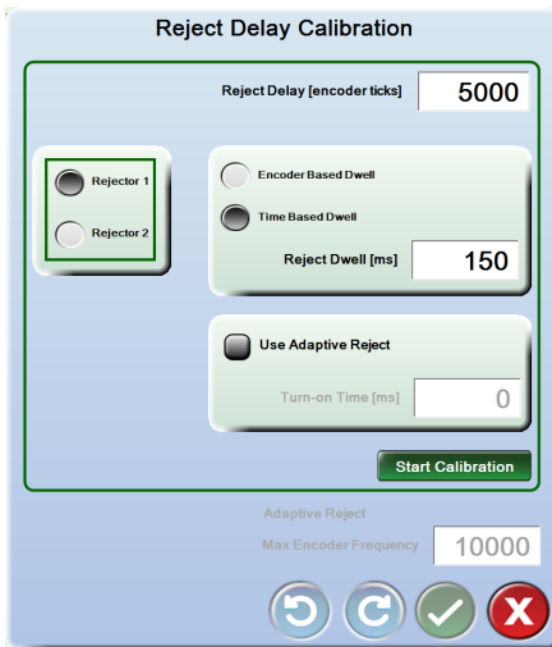 Reject Delay Calibration
Reject Delay [encoder ticks] 5000
Rejector 1
Rejector 2
Encoder Based Dwell
Time Based Dwell
Reject Dwell [ms] 150
Use Adaptive Reject
Turn-on Time [ms] 0
Start Calibration
Adaptive Reject
Max Encoder Frequency 10000